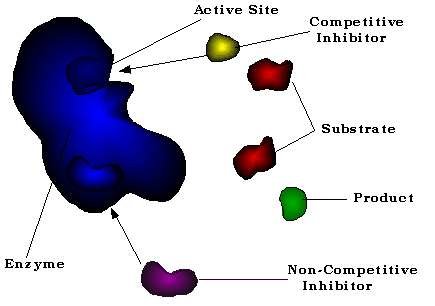 Active Site
Competitive
Inhibitor
Substrate
Product
Enzyme
Non-Competitive
Inhibitor